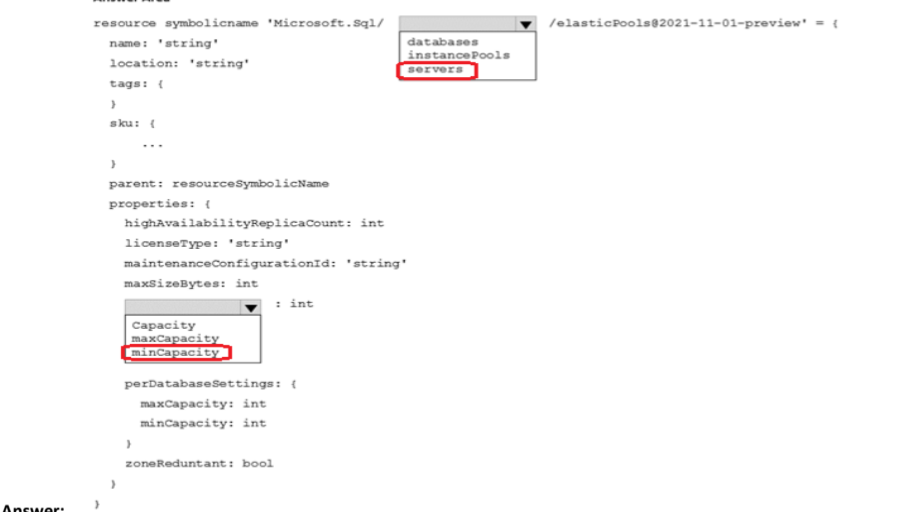 Answer Area
resource symbolicname 'Microsoft.Sql/ /elasticPools@2021-11-01-preview' = {
databases
instancePools
servers
name: 'string'
location: 'string'
tags: {
}
sku: {
...
}
parent: resourceSymbolicName
properties: {
highAvailabilityReplicaCount: int
licenseType: 'string'
maintenanceConfigurationId: 'string'
maxSizeBytes: int
: int
Capacity
maxCapacity
minCapacity
perDatabaseSettings: {
maxCapacity: int
minCapacity: int
}
zoneReduntant: bool
}
}
Answer: